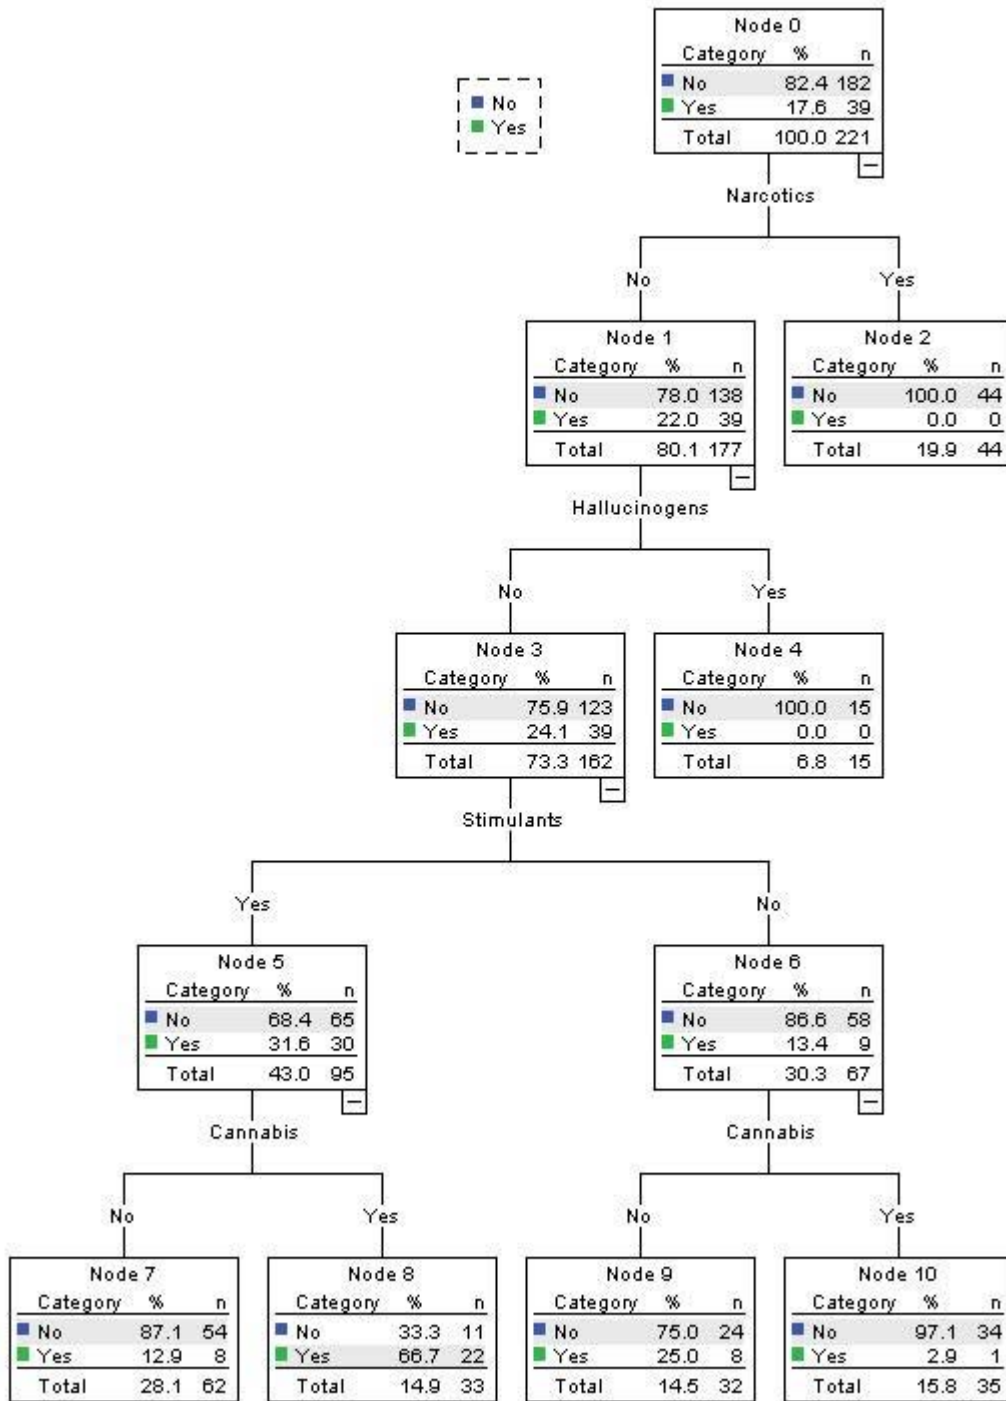 Node 0
Category % n
No 82.4 182
Yes 17.6 39
Total 100.0 221
No
Yes
Narcotics
No Yes
Node 1
Category % n
No 78.0 138
Yes 22.0 39
Total 80.1 177
Node 2
Category % n
No 100.0 44
Yes 0.0 0
Total 19.9 44
Hallucinogens
No Yes
Node 3
Category % n
No 75.9 123
Yes 24.1 39
Total 73.3 162
Node 4
Category % n
No 100.0 15
Yes 0.0 0
Total 6.8 15
Stimulants
Yes No
Node 5
Category % n
No 68.4 65
Yes 31.6 30
Total 43.0 95
Node 6
Category % n
No 86.6 58
Yes 13.4 9
Total 30.3 67
Cannabis
No Yes
Cannabis
No Yes
Node 7
Category % n
No 87.1 54
Yes 12.9 8
Total 28.1 62
Node 8
Category % n
No 33.3 11
Yes 66.7 22
Total 14.9 33
Node 9
Category % n
No 75.0 24
Yes 25.0 8
Total 14.5 32
Node 10
Category % n
No 97.1 34
Yes 2.9 1
Total 15.8 35